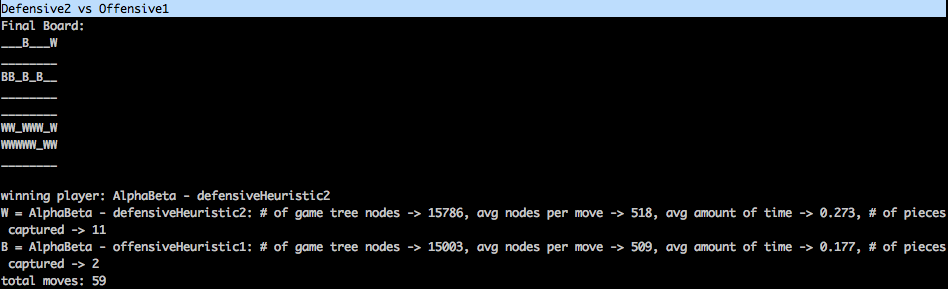 Defensive2 vs Offensive1
Final Board:
___B___W
________
BB_B_B__
________
________
WW_WWW_W
WWWWW_WW
________
winning player: AlphaBeta - defensiveHeuristic2
W = AlphaBeta - defensiveHeuristic2: # of game tree nodes -> 15786, avg nodes per move -> 518, avg amount of time -> 0.273, # of pieces
captured -> 11
B = AlphaBeta - offensiveHeuristic1: # of game tree nodes -> 15003, avg nodes per move -> 509, avg amount of time -> 0.177, # of pieces
captured -> 2
total moves: 59